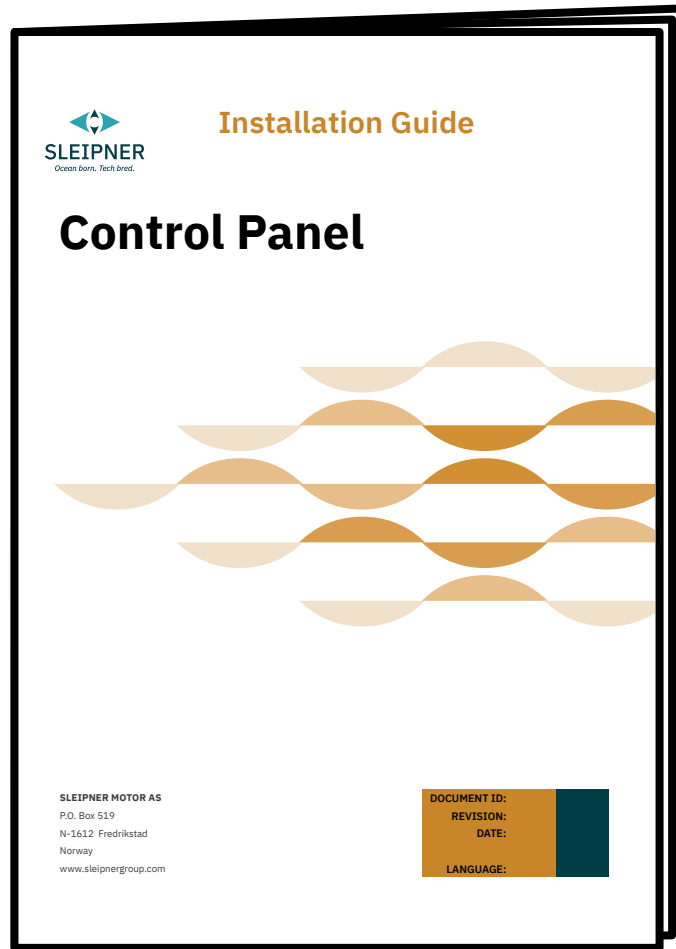 Installation Guide
SLEIPNER
Ocean born. Tech bred.
Control Panel
SLEIPNER MOTOR AS
P.O. Box 519
N-1612 Fredrikstad
Norway
www.sleipnergroup.com
DOCUMENT ID:
REVISION:
DATE:
LANGUAGE: